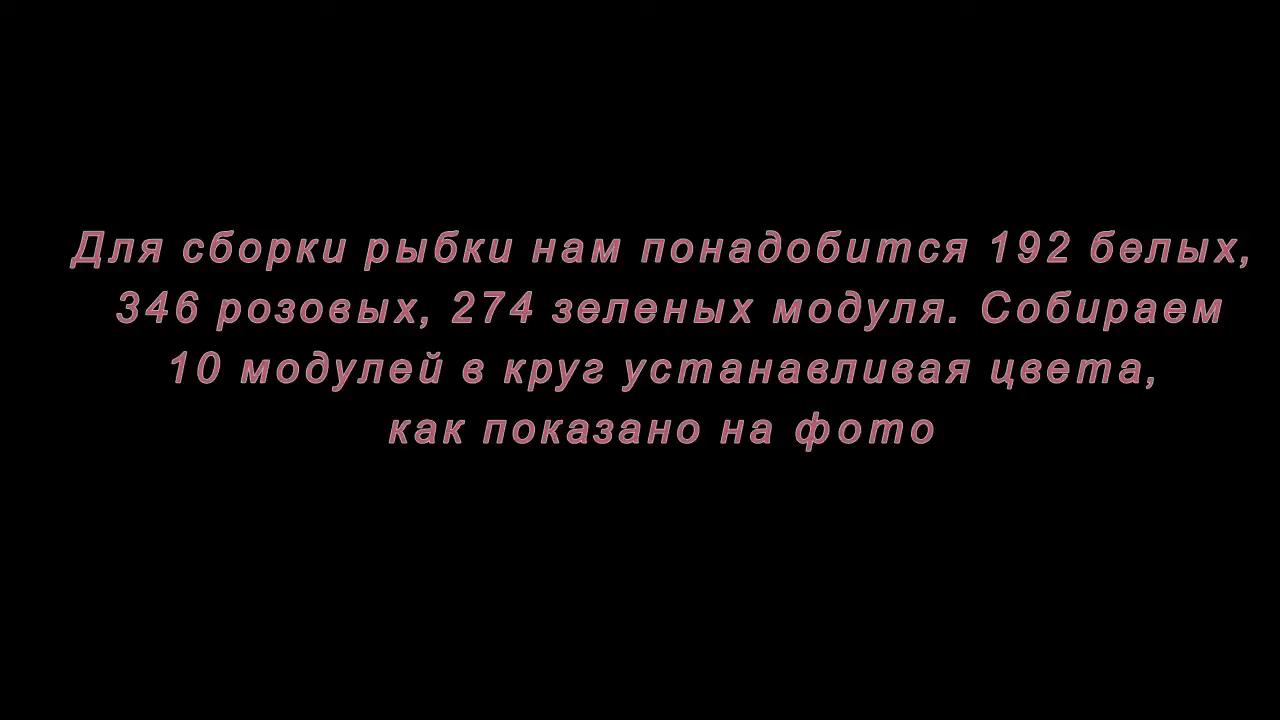 Для сборки рыбки нам понадобится 192 белых,
346 розовых, 274 зеленых модуля. Собираем
10 модулей в круг устанавливая цвета,
как показано на фото